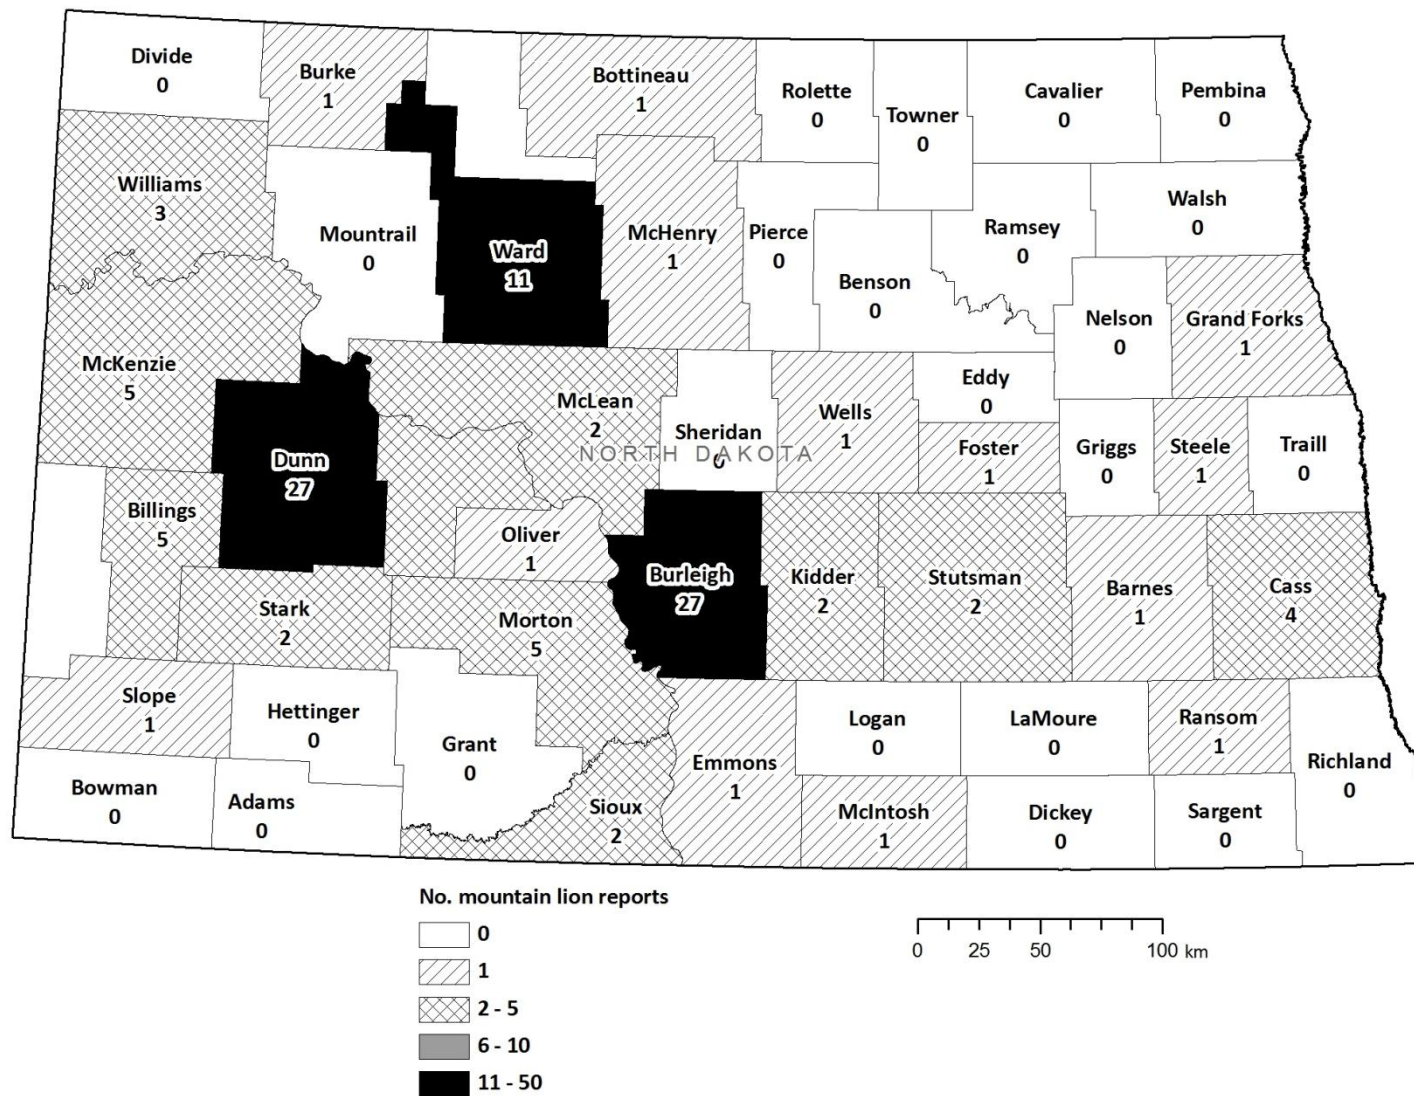 Divide
0
Burke
1
Bottineau
1
Rolette
0
Towner
0
Cavalier
0
Pembina
0
Williams
3
Mountrail
0
Ward
11
McHenry
1
Pierce
0
Benson
0
Ramsey
0
Walsh
0
Nelson
0
Grand Forks
1
McKenzie
5
Dunn
27
McLean
2
Sheridan
0
NORTH DAKOTA
Wells
1
Eddy
0
Foster
1
Griggs
0
Steele
1
Traill
0
Billings
5
Oliver
1
Burleigh
27
Kidder
2
Stutsman
2
Barnes
1
Cass
4
Stark
2
Morton
5
Slope
1
Hettinger
0
Grant
0
Emmons
1
Logan
0
LaMoure
0
Ransom
1
Richland
0
Bowman
0
Adams
0
Sioux
2
McIntosh
1
Dickey
0
Sargent
0
No. mountain lion reports
0
1
2 - 5
6 - 10
11 - 50
0 25 50 100 km